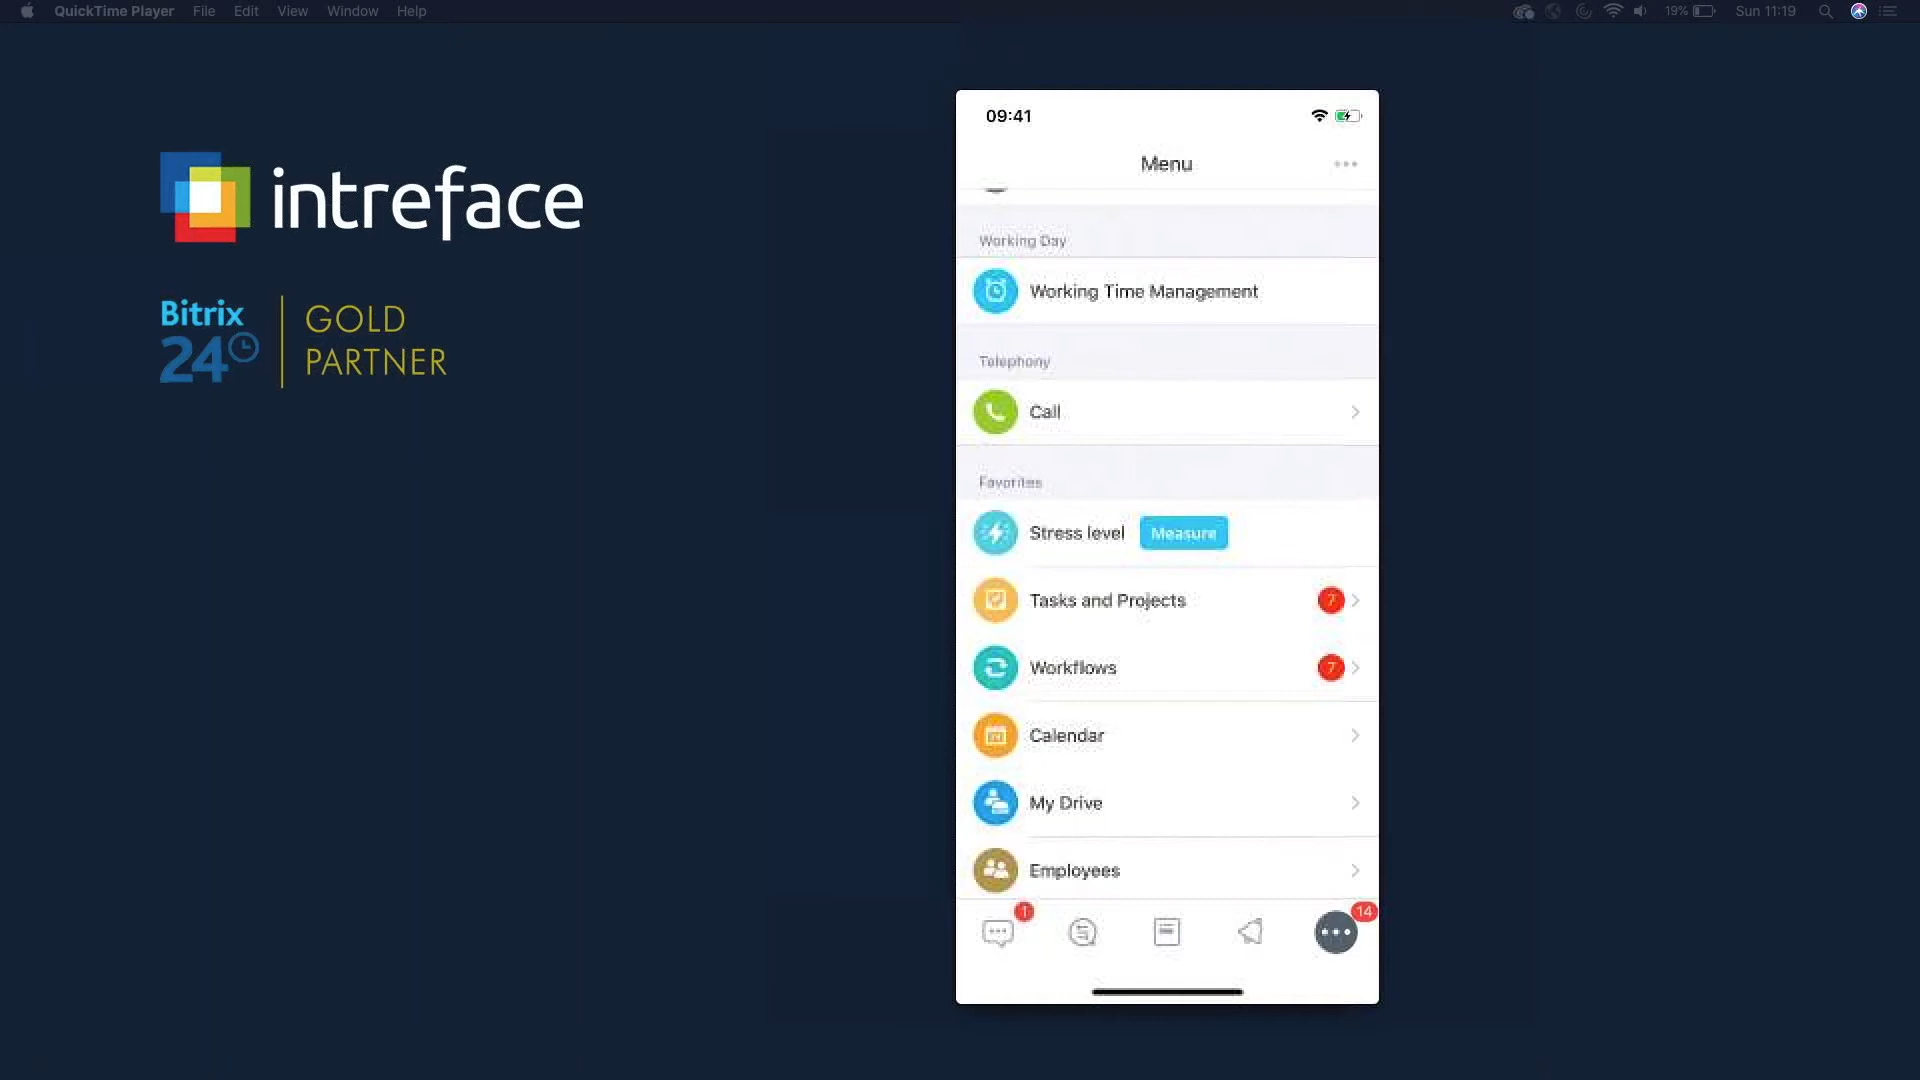 QuickTime Player File Edit View Window Help 19% Sun 11:19
intreface
Bitrix 24
GOLD PARTNER
09:41
Menu
Working Day
Working Time Management
Telephony
Call
Favorites
Stress level Measure
Tasks and Projects 7
Workflows 7
Calendar
My Drive
Employees
1 14